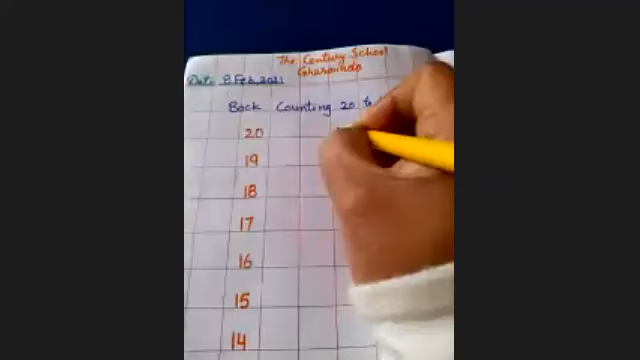 The Century School
Gharaunda
Date 8 Feb, 2021
Back Counting 20 to
20
19
18
17
16
15
14